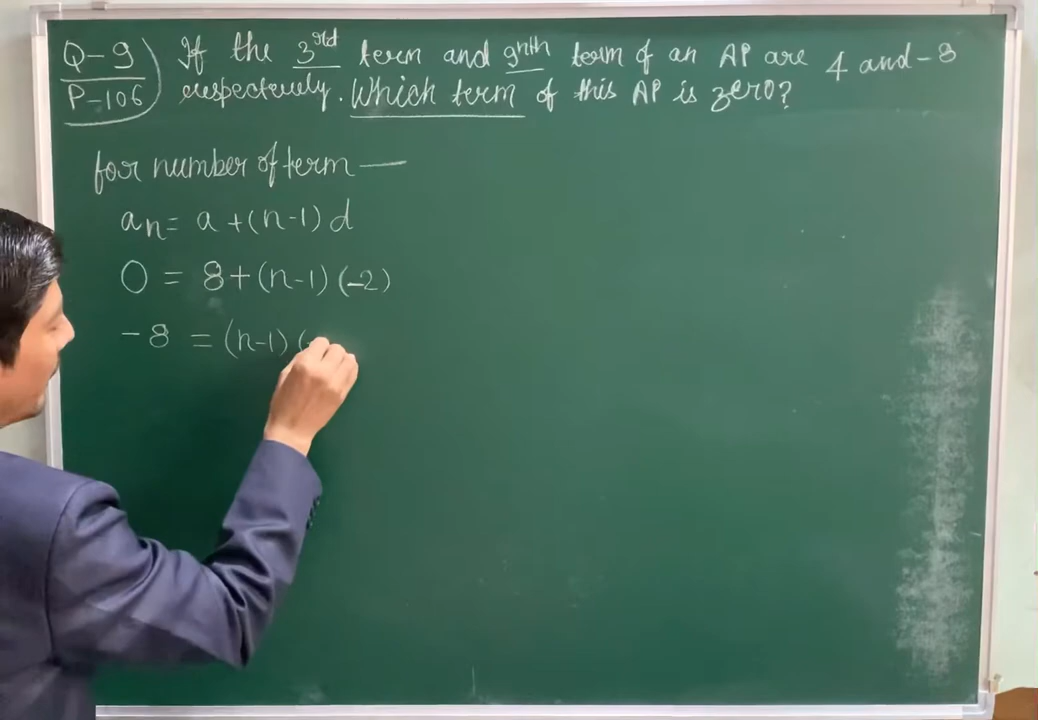 Q-9
P-106
If the 3rd term and 9nth term of an AP are 4 and -8
respectively. Which term of this AP is zero?
for number of term —
an = a + (n-1) d
0 = 8 + (n-1) (-2)
-8 = (n-1) (-